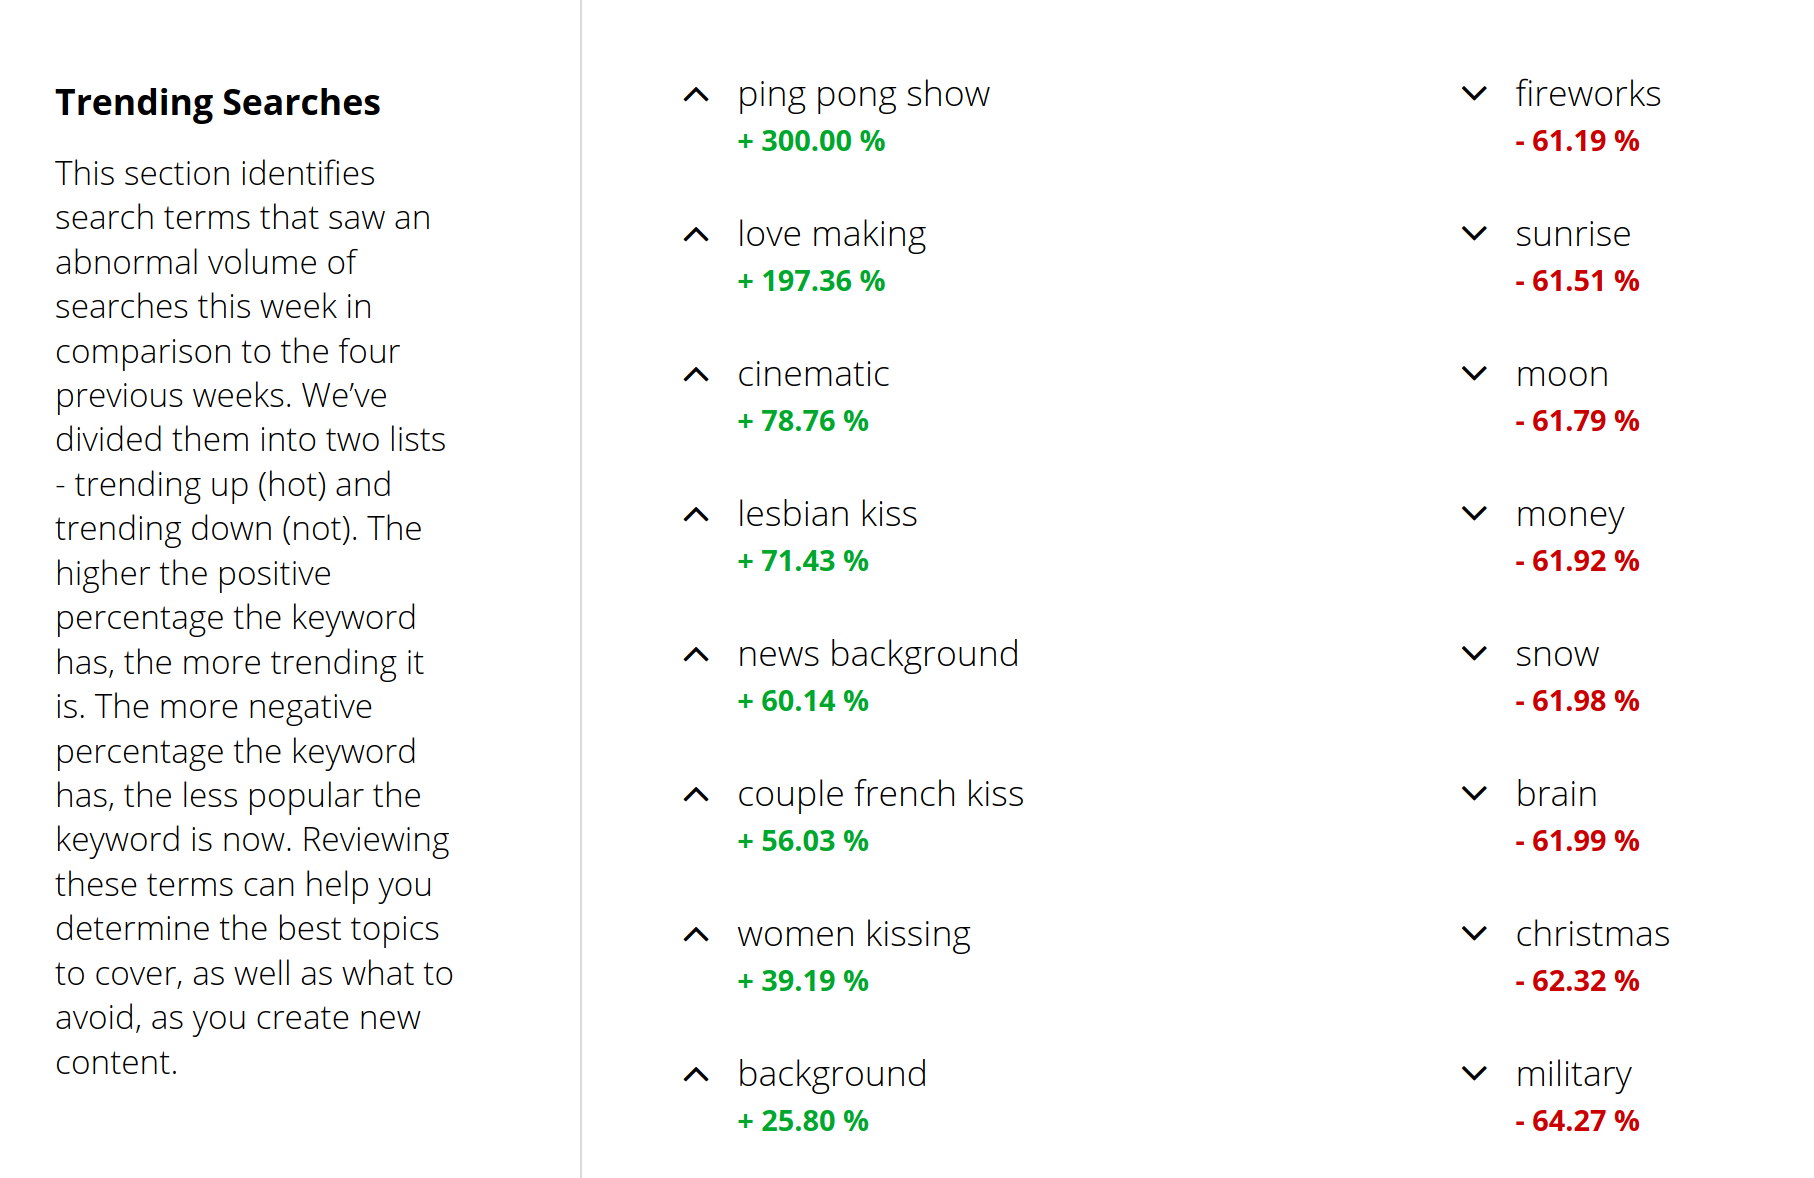 Trending Searches
This section identifies
search terms that saw an
abnormal volume of
searches this week in
comparison to the four
previous weeks. We’ve
divided them into two lists
- trending up (hot) and
trending down (not). The
higher the positive
percentage the keyword
has, the more trending it
is. The more negative
percentage the keyword
has, the less popular the
keyword is now. Reviewing
these terms can help you
determine the best topics
to cover, as well as what to
avoid, as you create new
content.
ping pong show
+ 300.00 %
love making
+ 197.36 %
cinematic
+ 78.76 %
lesbian kiss
+ 71.43 %
news background
+ 60.14 %
couple french kiss
+ 56.03 %
women kissing
+ 39.19 %
background
+ 25.80 %
fireworks
- 61.19 %
sunrise
- 61.51 %
moon
- 61.79 %
money
- 61.92 %
snow
- 61.98 %
brain
- 61.99 %
christmas
- 62.32 %
military
- 64.27 %